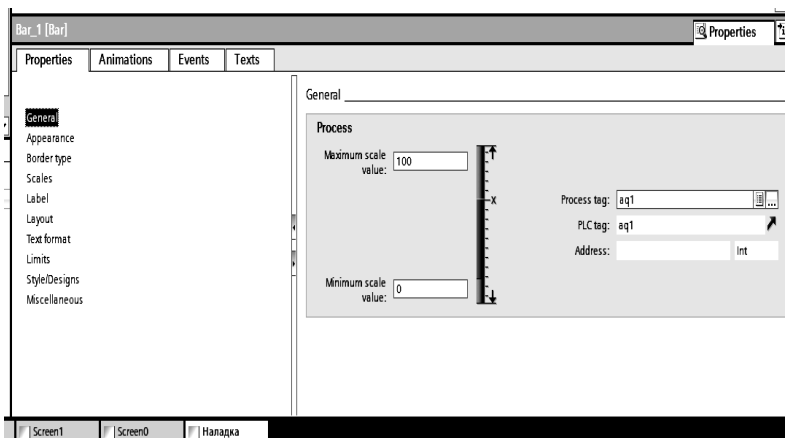 Bar_1 [Bar]
Properties
Properties Animations Events Texts
General
Appearance
Border type
Scales
Label
Layout
Text format
Limits
Style/Designs
Miscellaneous
General
Process
Maximum scale value: 100
x
Minimum scale value: 0
Process tag: aq1
PLC tag: aq1
Address: Int
Screen1 Screen0 Наладка